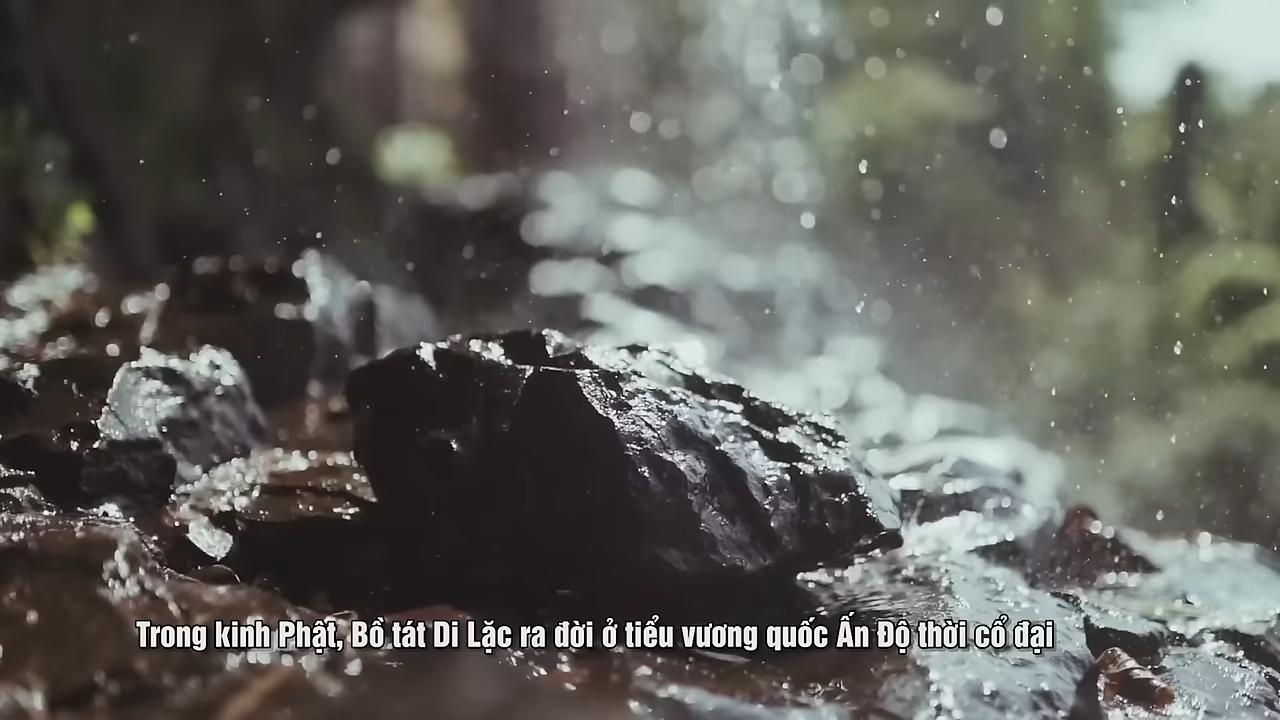 Trong kinh Phật, Bồ tát Di Lặc ra đời ở tiểu vương quốc Ấn Độ thời cổ đại